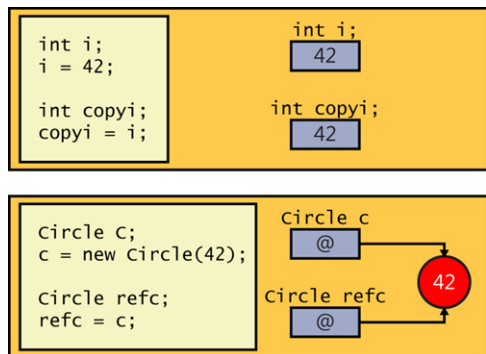 int i;
i = 42;
int copyi;
copyi = i;
int i;
42
int copyi;
42
Circle C;
c = new Circle(42);
Circle refc;
refc = c;
Circle c
@
Circle refc
@
42